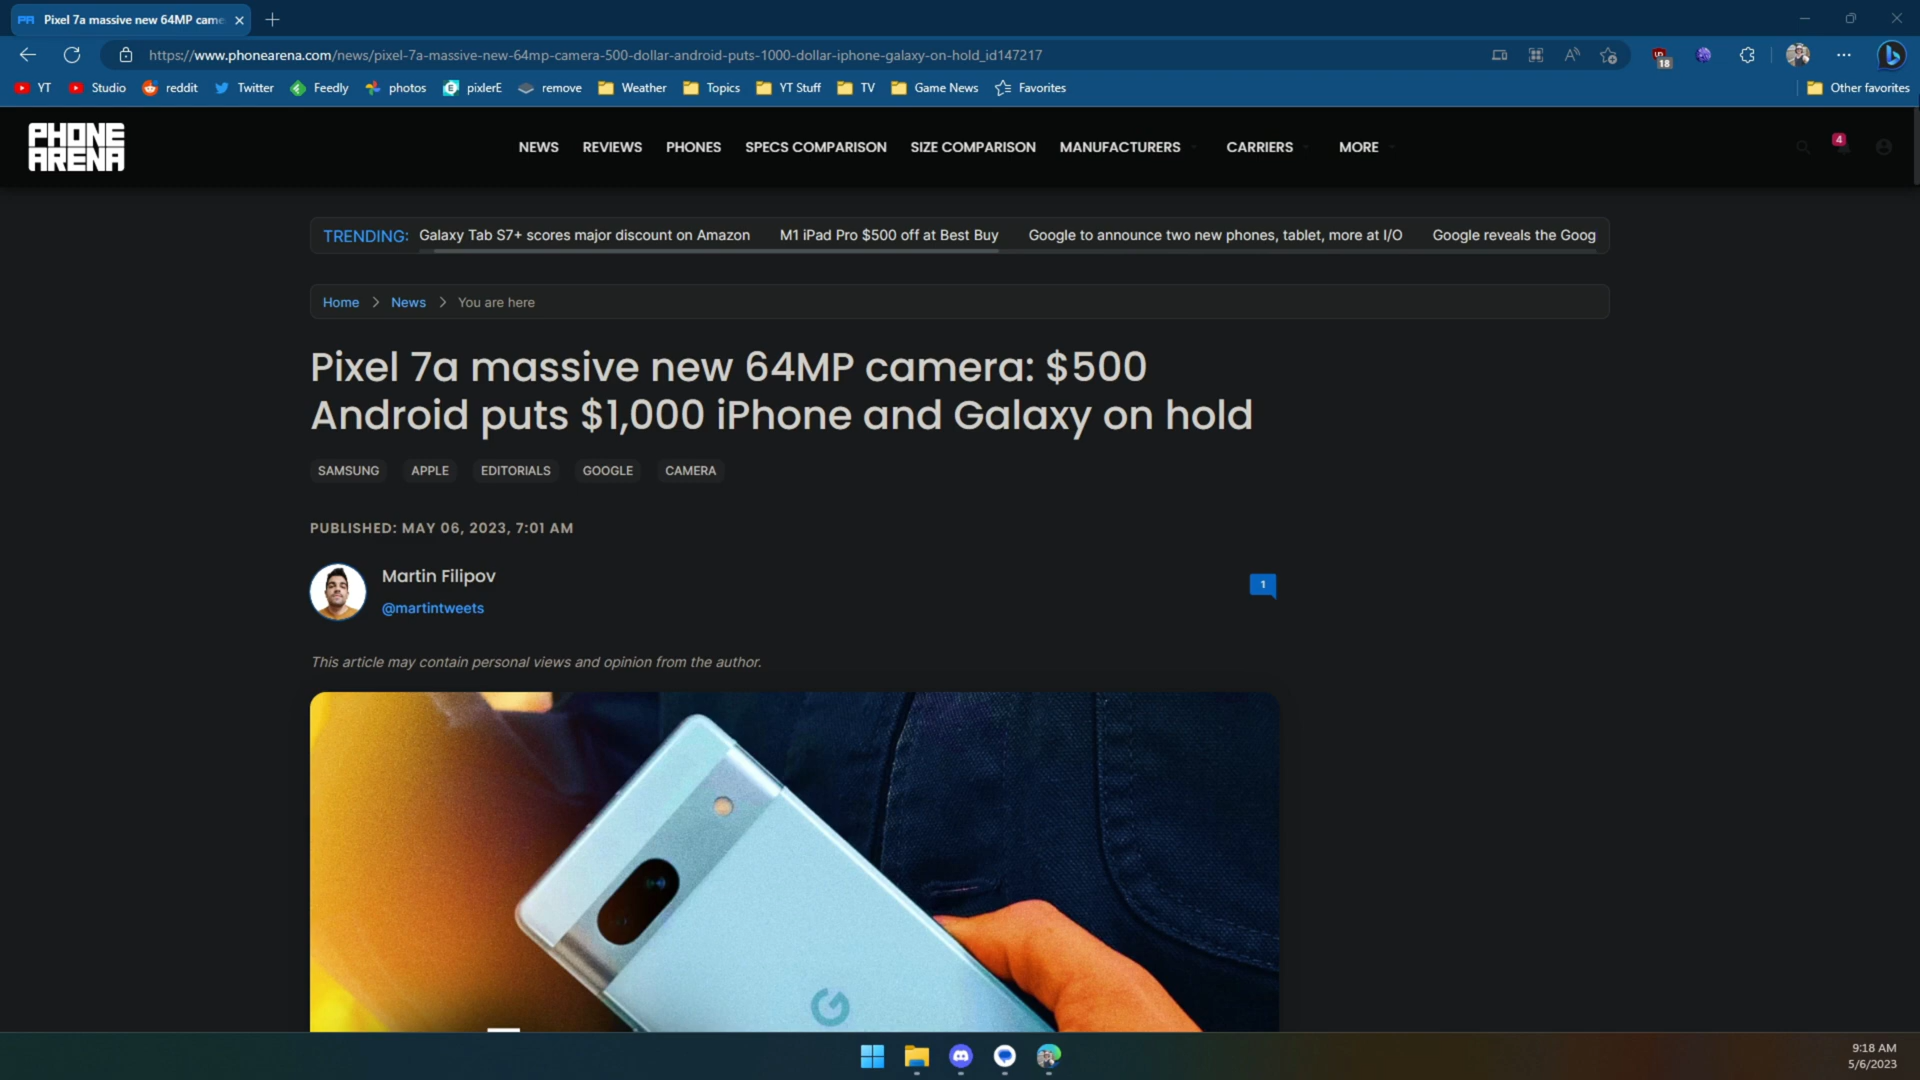 Pixel 7a massive new 64MP came
https://www.phonearena.com/news/pixel-7a-massive-new-64mp-camera-500-dollar-android-puts-1000-dollar-iphone-galaxy-on-hold_id147217
18
YT Studio reddit Twitter Feedly photos pixlerE remove Weather Topics YT Stuff TV Game News Favorites Other favorites
PHONE
ARENA
NEWS REVIEWS PHONES SPECS COMPARISON SIZE COMPARISON MANUFACTURERS CARRIERS MORE
4
TRENDING: Galaxy Tab S7+ scores major discount on Amazon M1 iPad Pro $500 off at Best Buy Google to announce two new phones, tablet, more at I/O Google reveals the Goog
Home > News > You are here
Pixel 7a massive new 64MP camera: $500
Android puts $1,000 iPhone and Galaxy on hold
SAMSUNG APPLE EDITORIALS GOOGLE CAMERA
PUBLISHED: MAY 06, 2023, 7:01 AM
Martin Filipov
@martintweets
1
This article may contain personal views and opinion from the author.
G
9:18 AM
5/6/2023